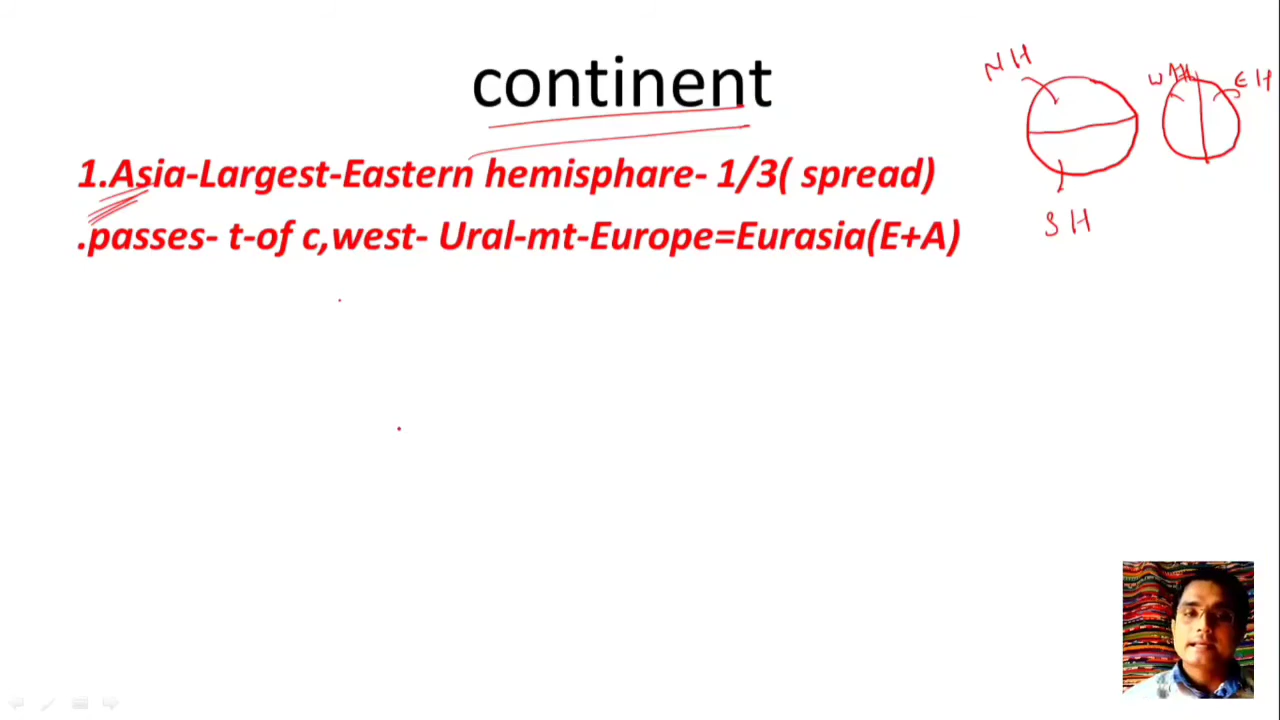 continent
1.Asia-Largest-Eastern hemisphare- 1/3( spread)
.passes- t-of c,west- Ural-mt-Europe=Eurasia(E+A)
NH
SH
EH